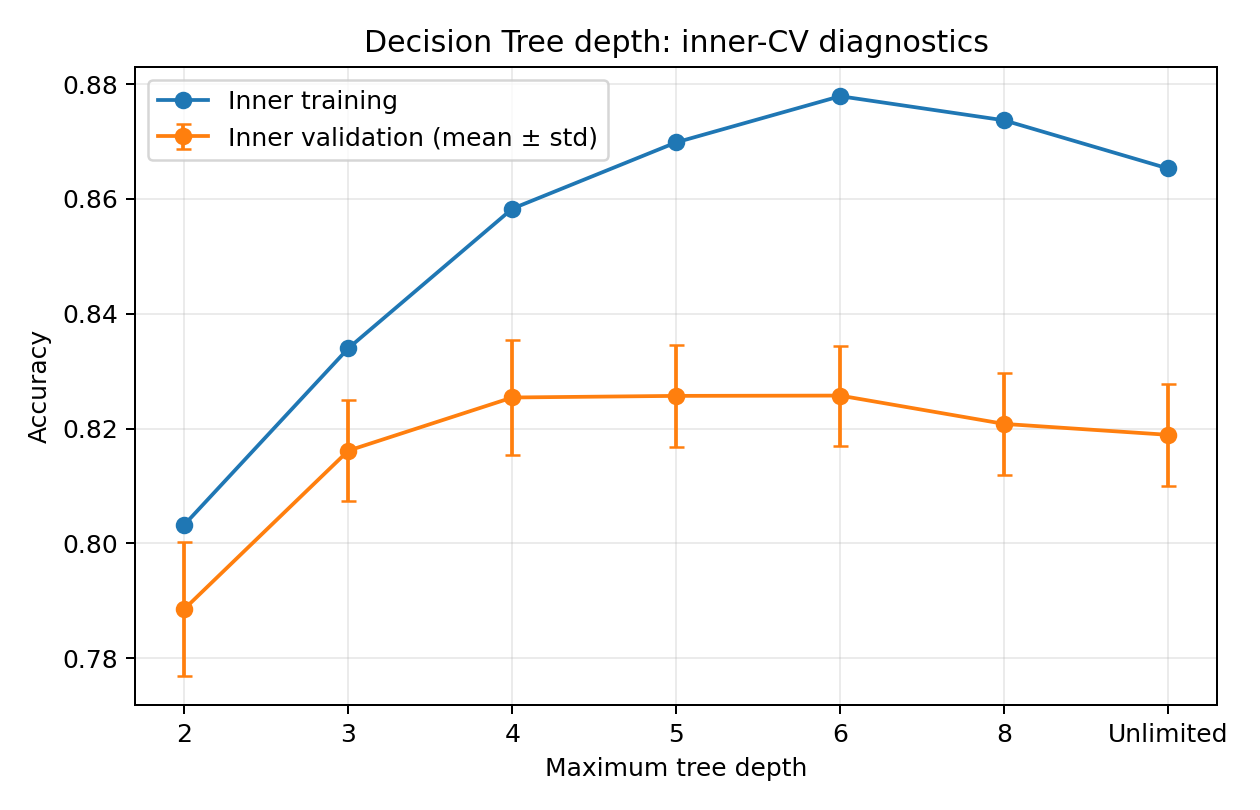 Decision Tree depth: inner-CV diagnostics
Inner training
Inner validation (mean ± std)
Accuracy
0.88
0.86
0.84
0.82
0.80
0.78
2 3 4 5 6 8 Unlimited
Maximum tree depth